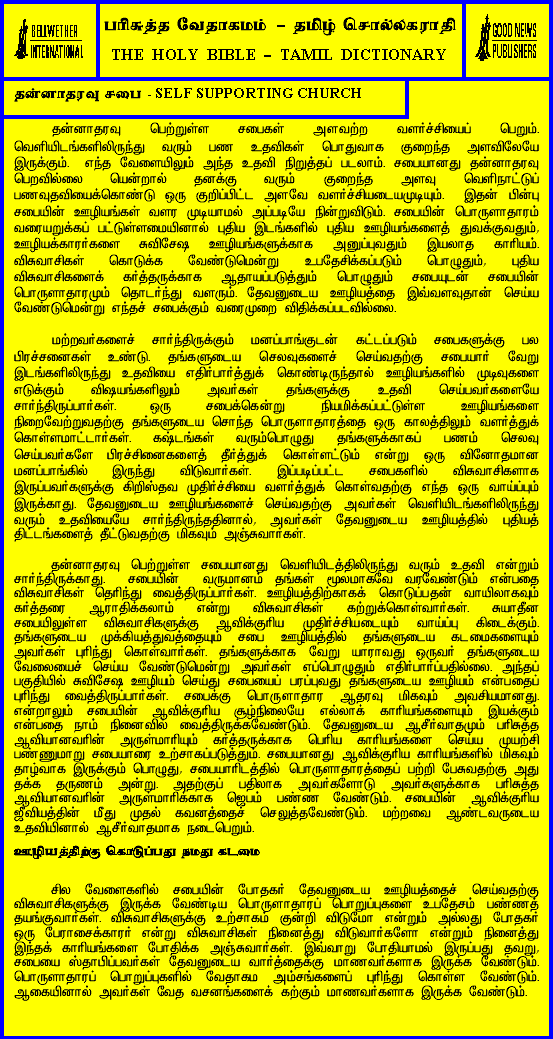 BELLWETHER
INTERNATIONAL
பரிசுத்த வேதாகமம் – தமிழ் சொல்லகராதி
THE HOLY BIBLE – TAMIL DICTIONARY
GOOD NEWS
PUBLISHERS
தன்னாதரவு சபை - SELF SUPPORTING CHURCH
தன்னாதரவு பெற்றுள்ள சபைகள் அளவற்ற வளர்ச்சியைப் பெறும்.
வெளியிடங்களிலிருந்து வரும் பண உதவிகள் பொதுவாக குறைந்த அளவிலேயே
இருக்கும். எந்த வேளையிலும் அந்த உதவி நிறுத்தப் படலாம். சபையானது தன்னாதரவு
பெறவில்லை யென்றால் தனக்கு வரும் குறைந்த அளவு வெளிநாட்டுப்
பணவுதவியைக்கொண்டு ஒரு குறிப்பிட்ட அளவே வளர்ச்சியடையமுடியும். இதன் பின்பு
சபையின் ஊழியங்கள் வளர முடியாமல் அப்படியே நின்றுவிடும். சபையின் பொருளாதாரம்
வரையறுக்கப் பட்டுள்ளமையினால் புதிய இடங்களில் புதிய ஊழியங்களைத் துவக்குவதும்,
ஊழியக்காரர்களை சுவிசேஷ ஊழியங்களுக்காக அனுப்புவதும் இயலாத காரியம்.
விசுவாசிகள் கொடுக்க வேண்டுமென்று உபதேசிக்கப்படும் பொழுதும், புதிய
விசுவாசிகளைக் கர்த்தருக்காக ஆதாயப்படுத்தும் பொழுதும் சபையுடன் சபையின்
பொருளாதாரமும் தொடர்ந்து வளரும். தேவனுடைய ஊழியத்தை இவ்வளவுதான் செய்ய
வேண்டுமென்று எந்தச் சபைக்கும் வரைமுறை விதிக்கப்படவில்லை.
மற்றவர்களைச் சார்ந்திருக்கும் மனப்பாங்குடன் கட்டப்படும் சபைகளுக்கு பல
பிரச்சனைகள் உண்டு. தங்களுடைய செலவுகளைச் செய்வதற்கு சபையார் வேறு
இடங்களிலிருந்து உதவியை எதிர்பார்த்துக் கொண்டிருந்தால் ஊழியங்களில் முடிவுகளை
எடுக்கும் விஷயங்களிலும் அவர்கள் தங்களுக்கு உதவி செய்பவர்களையே
சார்ந்திருப்பார்கள். ஒரு சபைக்கென்று நியமிக்கப்பட்டுள்ள ஊழியங்களை
நிறைவேற்றுவதற்கு தங்களுடைய சொந்த பொருளாதாரத்தை ஒரு காலத்திலும் வளர்த்துக்
கொள்ளமாட்டார்கள். கஷ்டங்கள் வரும்பொழுது தங்களுக்காகப் பணம் செலவு
செய்பவர்களே பிரச்சினைகளைத் தீர்த்துக் கொள்ளட்டும் என்று ஒரு வினோதமான
மனப்பாங்கில் இருந்து விடுவார்கள். இப்படிப்பட்ட சபைகளில் விசுவாசிகளாக
இருப்பவர்களுக்கு கிறிஸ்தவ முதிர்ச்சியை வளர்த்துக் கொள்வதற்கு எந்த ஒரு வாய்ப்பும்
இருக்காது. தேவனுடைய ஊழியங்களைச் செய்வதற்கு அவர்கள் வெளியிடங்களிலிருந்து
வரும் உதவியையே சார்ந்திருந்ததினால், அவர்கள் தேவனுடைய ஊழியத்தில் புதியத்
திட்டங்களைத் தீட்டுவதற்கு மிகவும் அஞ்சுவார்கள்.
தன்னாதரவு பெற்றுள்ள சபையானது வெளியிடத்திலிருந்து வரும் உதவி என்றும்
சார்ந்திருக்காது. சபையின் வருமானம் தங்கள் மூலமாகவே வரவேண்டும் என்பதை
விசுவாசிகள் தெரிந்து வைத்திருப்பார்கள். ஊழியத்திற்காகக் கொடுப்பதன் வாயிலாகவும்
கர்த்தரை ஆராதிக்கலாம் என்று விசுவாசிகள் கற்றுக்கொள்வார்கள். சுயாதீன
சபையிலுள்ள விசுவாசிகளுக்கு ஆவிக்குரிய முதிர்ச்சியடையும் வாய்ப்பு கிடைக்கும்.
தங்களுடைய முக்கியத்துவத்தையும் சபை ஊழியத்தில் தங்களுடைய கடமைகளையும்
அவர்கள் புரிந்து கொள்வார்கள். தங்களுக்காக வேறு யாராவது ஒருவர் தங்களுடைய
வேலையைச் செய்ய வேண்டுமென்று அவர்கள் எப்பொழுதும் எதிர்பார்ப்பதில்லை. அந்தப்
பகுதியில் சுவிசேஷ ஊழியம் செய்து சபையைப் பரப்புவது தங்களுடைய ஊழியம் என்பதைப்
புரிந்து வைத்திருப்பார்கள். சபைக்கு பொருளாதார ஆதரவு மிகவும் அவசியமானது.
என்றாலும் சபையின் ஆவிக்குரிய சூழ்நிலையே எல்லாக் காரியங்களையும் இயக்கும்
என்பதை நாம் நினைவில் வைத்திருக்கவேண்டும். தேவனுடைய ஆசீர்வாதமும் பரிசுத்த
ஆவியானவரின் அருள்மாரியும் கர்த்தருக்காக பெரிய காரியங்களை செய்ய முயற்சி
பண்ணுமாறு சபையாரை உற்சாகப்படுத்தும். சபையானது ஆவிக்குரிய காரியங்களில் மிகவும்
தாழ்வாக இருக்கும் பொழுது, சபையாரிடத்தில் பொருளாதாரத்தைப் பற்றி பேசுவதற்கு அது
தக்க தருணம் அன்று. அதற்குப் பதிலாக அவர்களோடு அவர்களுக்காக பரிசுத்த
ஆவியானவரின் அருள்மாரிக்காக ஜெபம் பண்ண வேண்டும். சபையின் ஆவிக்குரிய
ஜீவியத்தின் மீது முதல் கவனத்தைச் செலுத்தவேண்டும். மற்றவை ஆண்டவருடைய
உதவியினால் ஆசீர்வாதமாக நடைபெறும்.
ஊழியத்திற்கு கொடுப்பது நமது கடமை
சில வேளைகளில் சபையின் போதகர் தேவனுடைய ஊழியத்தைச் செய்வதற்கு
விசுவாசிகளுக்கு இருக்க வேண்டிய பொருளாதாரப் பொறுப்புகளை உபதேசம் பண்ணத்
தயங்குவார்கள். விசுவாசிகளுக்கு உற்சாகம் குன்றி விடுமோ என்றும் அல்லது போதகர்
ஒரு பேராசைக்காரர் என்று விசுவாசிகள் நினைத்து விடுவார்களோ என்றும் நினைத்து
இந்தக் காரியங்களை போதிக்க அஞ்சுவார்கள். இவ்வாறு போதியாமல் இருப்பது தவறு,
சபையை ஸ்தாபிப்பவர்கள் தேவனுடைய வார்த்தைக்கு மாணவர்களாக இருக்க வேண்டும்.
பொருளாதாரப் பொறுப்புகளில் வேதாகம அம்சங்களைப் புரிந்து கொள்ள வேண்டும்.
ஆகையினால் அவர்கள் வேத வசனங்களைக் கற்கும் மாணவர்களாக இருக்க வேண்டும்.